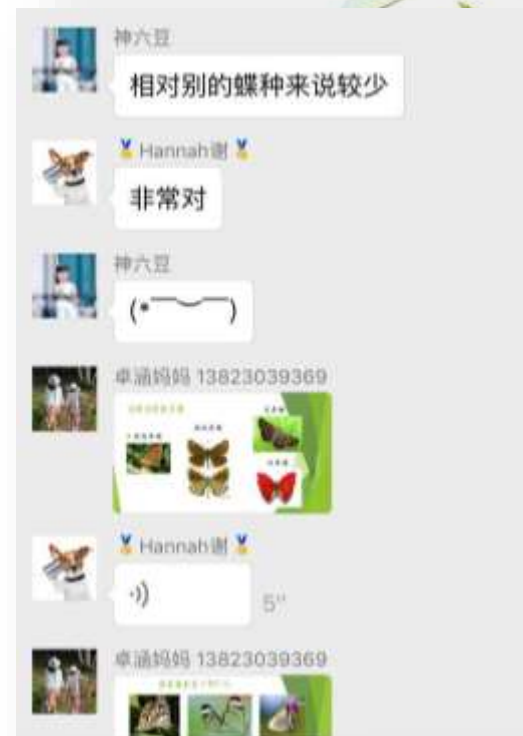 神六豆
相对别的蝶种来说较少
Hannah谢
非常对
神六豆
(*￣︶￣)
卓涵妈妈 13823039369
Hannah谢
5"
卓涵妈妈 13823039369